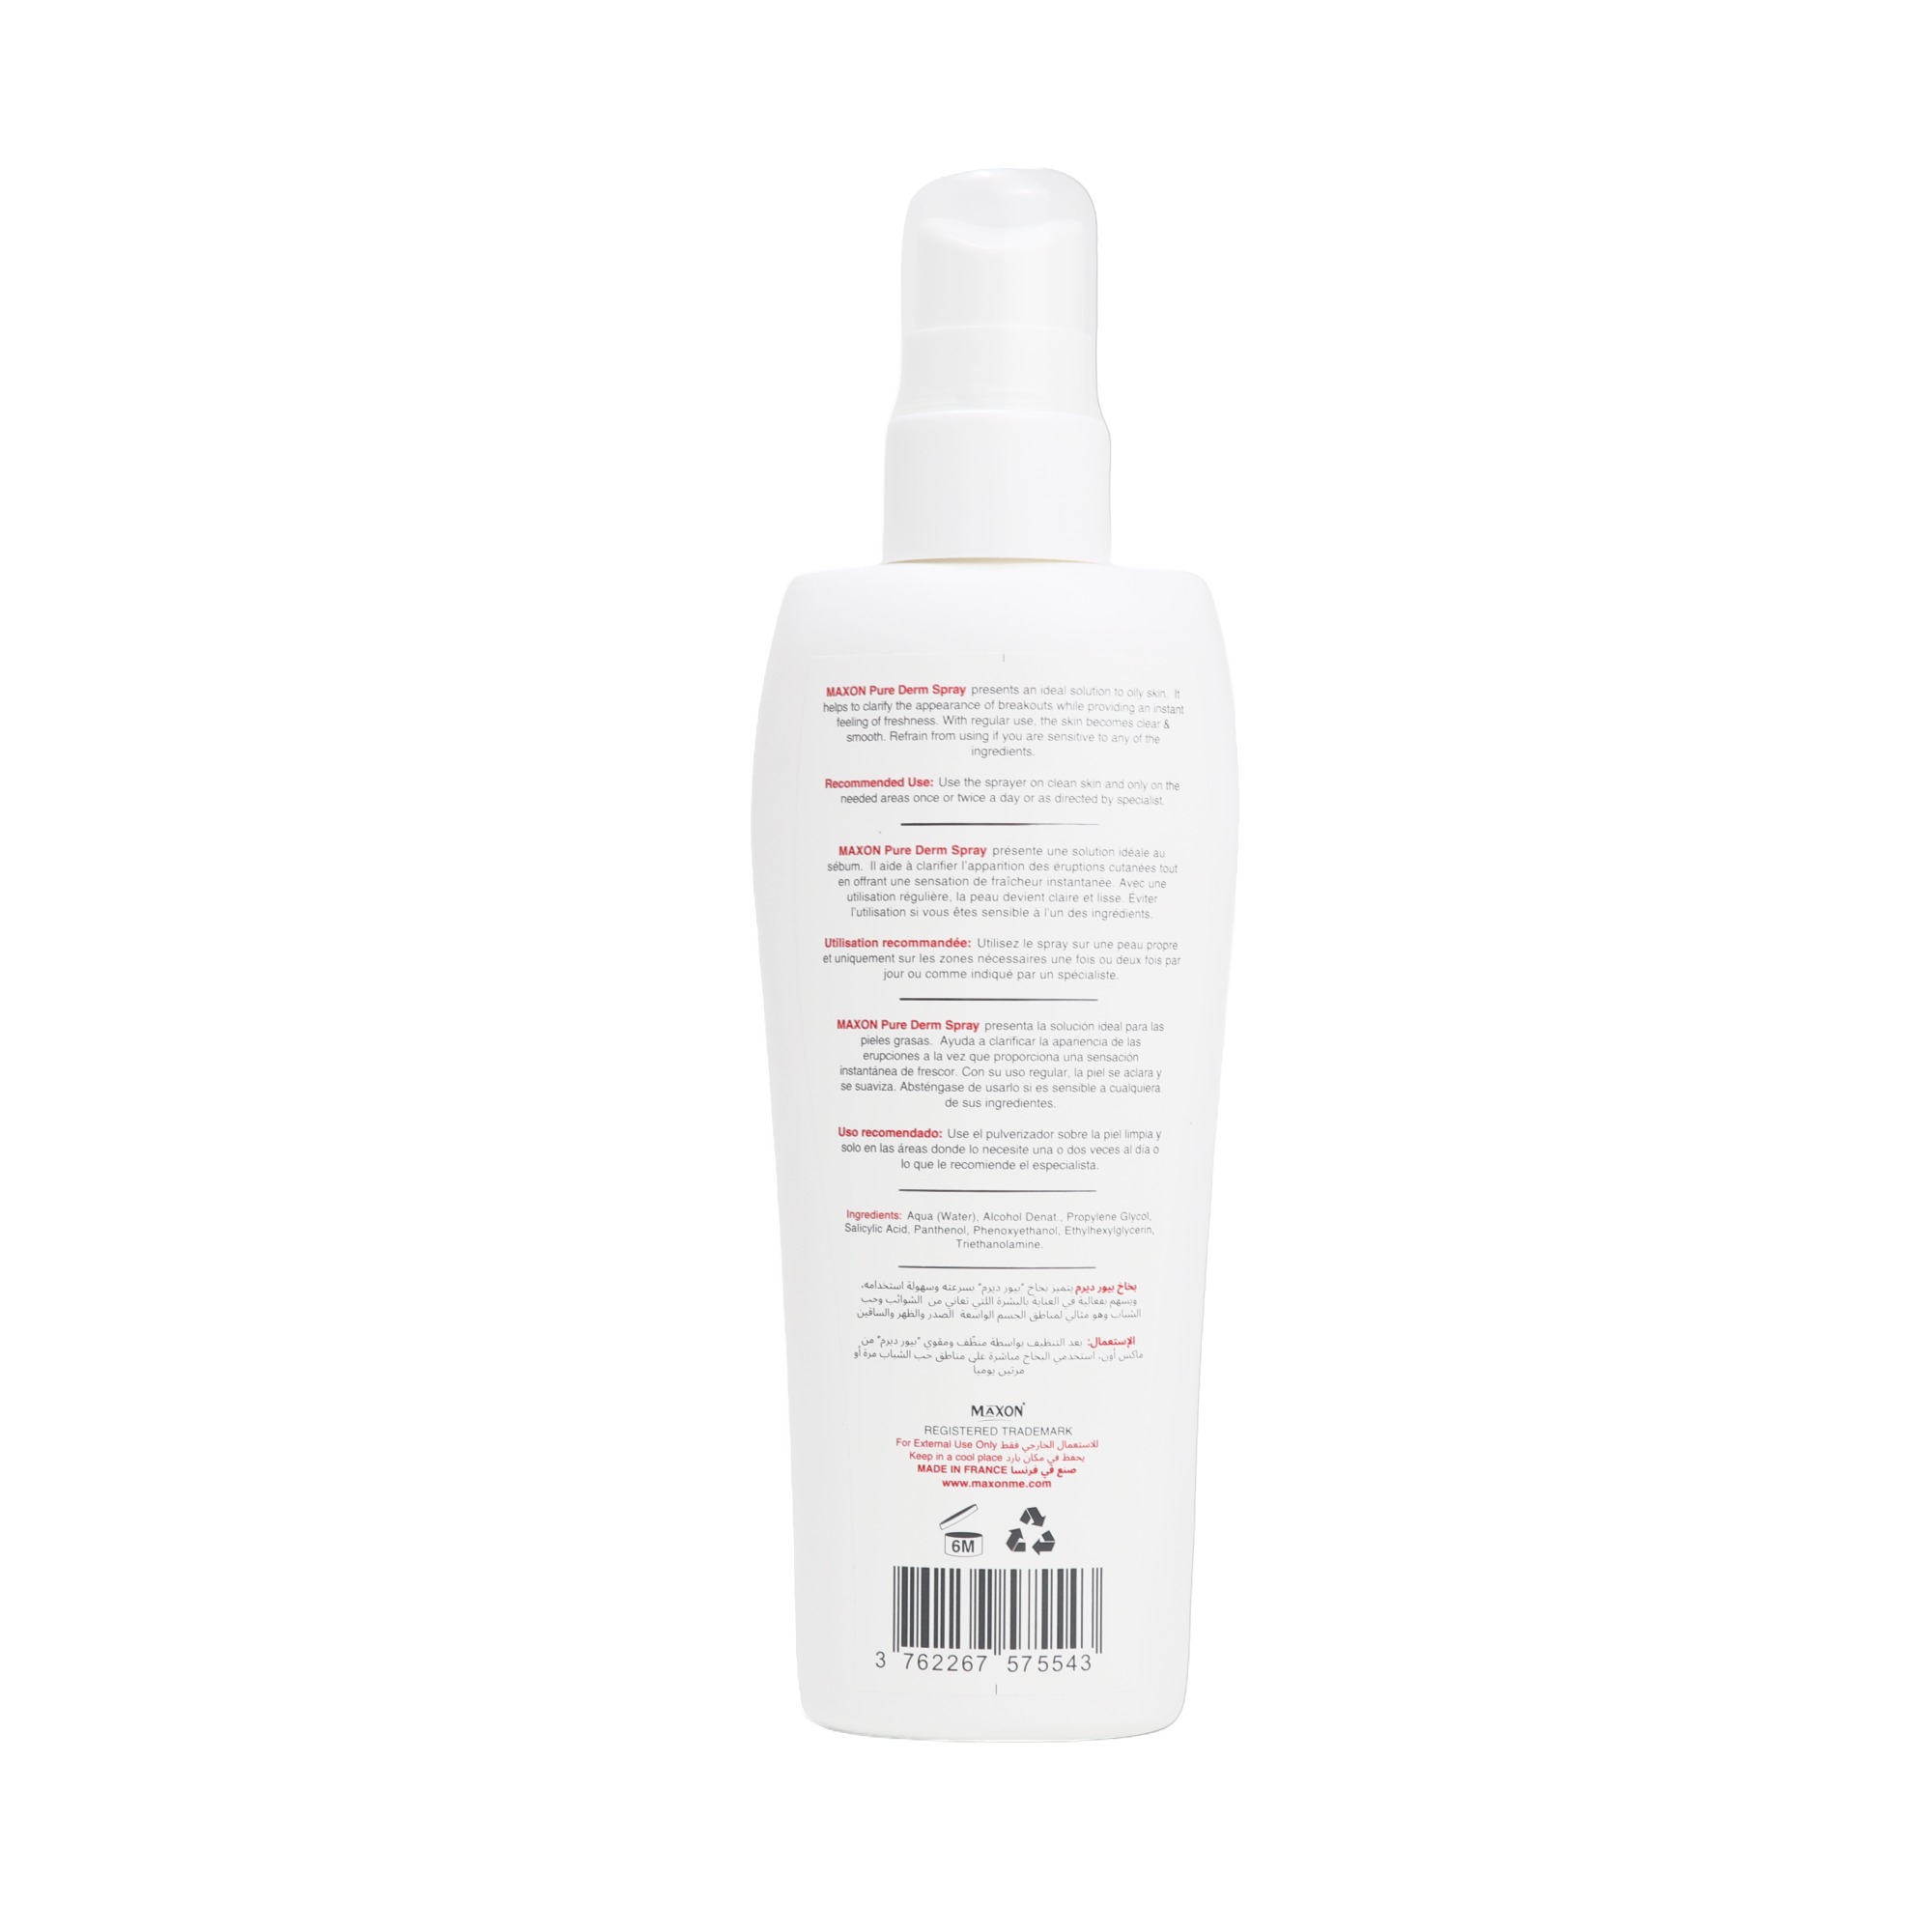 MAXON Pure Derm Spray presents an ideal solution to oily skin. It
helps to clarify the appearance of breakouts while providing an instant
feeling of freshness. With regular use, the skin becomes clear &
smooth. Refrain from using if you are sensitive to any of the
ingredients.
Recommended Use: Use the sprayer on clean skin and only on the
needed areas once or twice a day or as directed by specialist.
MAXON Pure Derm Spray présente une solution idéale au
sébum. Il aide à clarifier l'apparition des éruptions cutanées tout
en offrant une sensation de fraîcheur instantanée. Avec une
utilisation régulière, la peau devient claire et lisse. Éviter
l'utilisation si vous êtes sensible à l'un des ingrédients.
Utilisation recommandée: Utilisez le spray sur une peau propre
et uniquement sur les zones nécessaires une fois ou deux fois par
jour ou comme indiqué par un spécialiste.
MAXON Pure Derm Spray presenta la solución ideal para las
pieles grasas. Ayuda a clarificar la apariencia de las
erupciones a la vez que proporciona una sensación
instantánea de frescor. Con su uso regular, la piel se aclara y
se suaviza. Absténgase de usarlo si es sensible a cualquiera
de sus ingredientes.
Uso recomendado: Use el pulverizador sobre la piel limpia y
solo en las áreas donde lo necesite una o dos veces al día o
lo que le recomiende el especialista.
Ingredients: Aqua (Water), Alcohol Denat., Propylene Glycol,
Salicylic Acid, Panthenol, Phenoxyethanol, Ethylhexylglycerin,
Triethanolamine.
بخاخ بيور ديرم يتميز بخاخ "بيور ديرم" بسرعته وسهولة استخدامه،
ويسهم بفعالية في العناية بالبشرة اللتي تعاني من الشوائب وحب
الشباب وهو مثالي لمناطق الجسم الواسعة الصدر والظهر والساقين
الإستعمال: بعد التنظيف بواسطة منظّف ومقوي "بيور ديرم" من
ماكس أون، استخدمي البخاخ مباشرة على مناطق حب الشباب مرة أو
مرتين يومياً
MAXON®
REGISTERED TRADEMARK
For External Use Only للاستعمال الخارجي فقط
Keep in a cool place يحفظ في مكان بارد
MADE IN FRANCE صنع في فرنسا
www.maxonme.com
6M
3 762267 575543